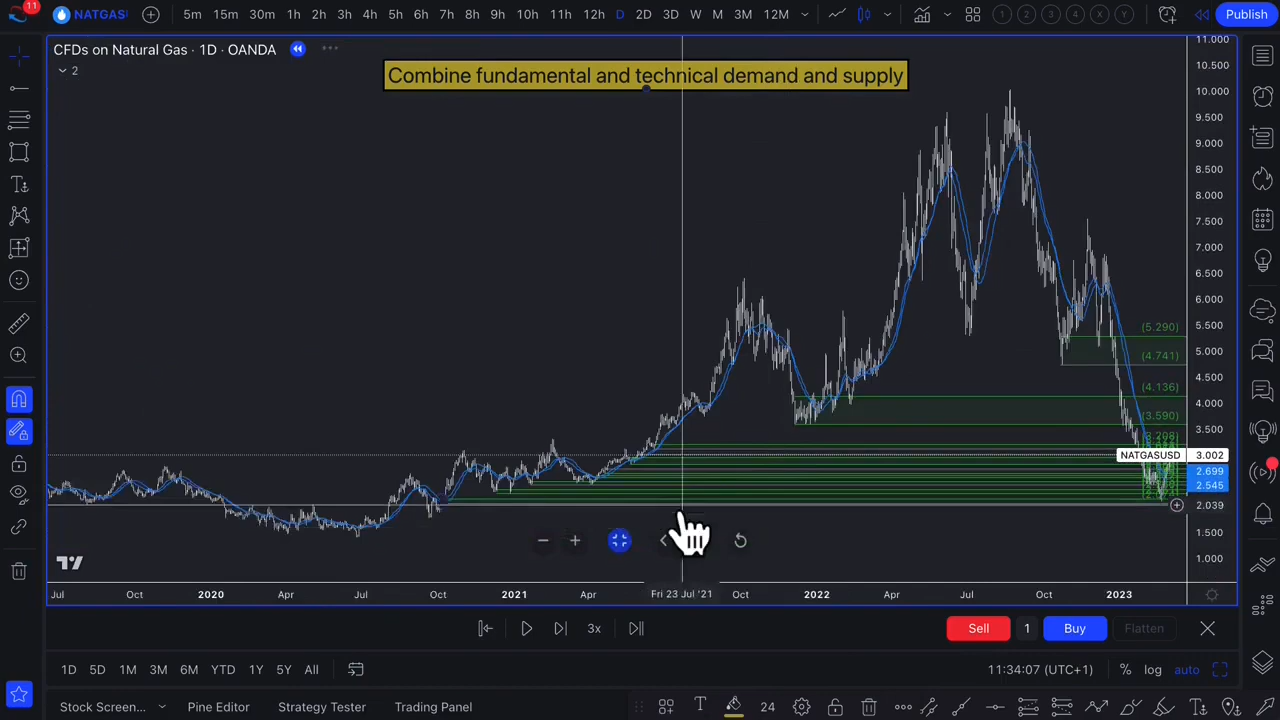 11
NATGAS
5m 15m 30m 1h 2h 3h 4h 5h 6h 7h 8h 9h 10h 11h 12h D 2D 3D W M 3M 12M
1 2 3 4 X Y
Publish
CFDs on Natural Gas · 1D · OANDA
2
Combine fundamental and technical demand and supply
11.000
10.500
10.000
9.500
9.000
8.500
8.000
7.500
7.000
6.500
6.000
5.500
(5.290)
5.000
(4.741)
4.500
(4.136)
4.000
(3.590)
3.500
NATGASUSD 3.002
2.699
2.545
2.039
1.500
1.000
Jul Oct 2020 Apr Jul Oct 2021 Apr Fri 23 Jul '21 Oct 2022 Apr Jul Oct 2023
3x
Sell 1 Buy Flatten
1D 5D 1M 3M 6M YTD 1Y 5Y All
11:34:07 (UTC+1) % log auto
Stock Screen... Pine Editor Strategy Tester Trading Panel
T 24